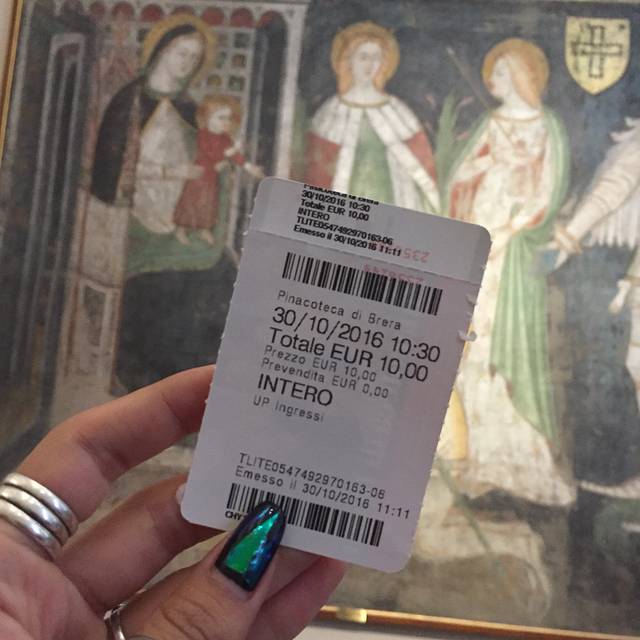 Pinacoteca di Brera
30/10/2016 10:30
Totale EUR 10,00
INTERO
TLITE0547492970163-06
Emesso il 30/10/2016 11:11
Pinacoteca di Brera
30/10/2016 10:30
Totale EUR 10,00
Prezzo EUR 10,00
Prevendita EUR 0,00
INTERO
UP Ingressi
TLITE0547492970163-06
Emesso il 30/10/2016 11:11